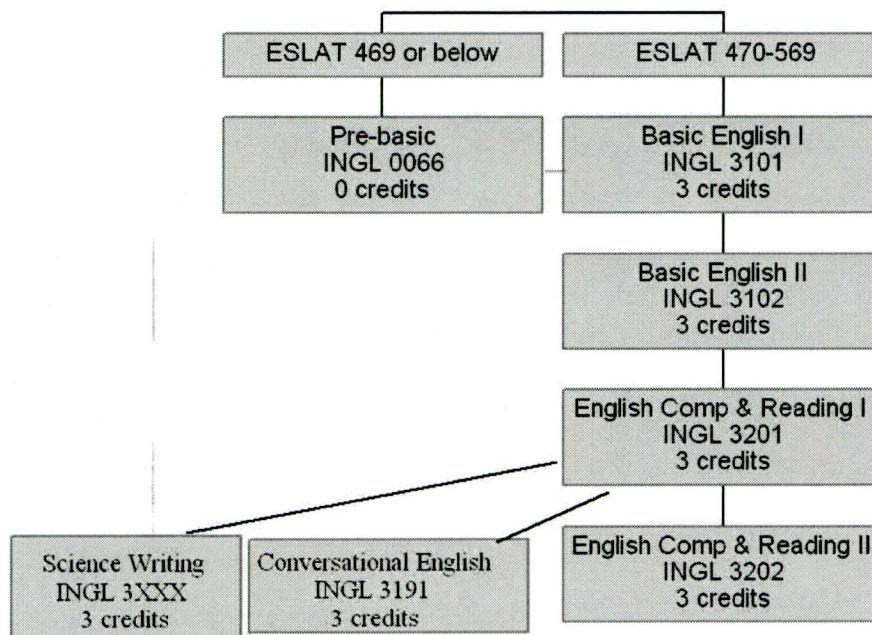 ESLAT 469 or below
ESLAT 470-569
Pre-basic
INGL 0066
0 credits
Basic English I
INGL 3101
3 credits
Basic English II
INGL 3102
3 credits
English Comp & Reading I
INGL 3201
3 credits
Science Writing
INGL 3XXX
3 credits
Conversational English
INGL 3191
3 credits
English Comp & Reading II
INGL 3202
3 credits